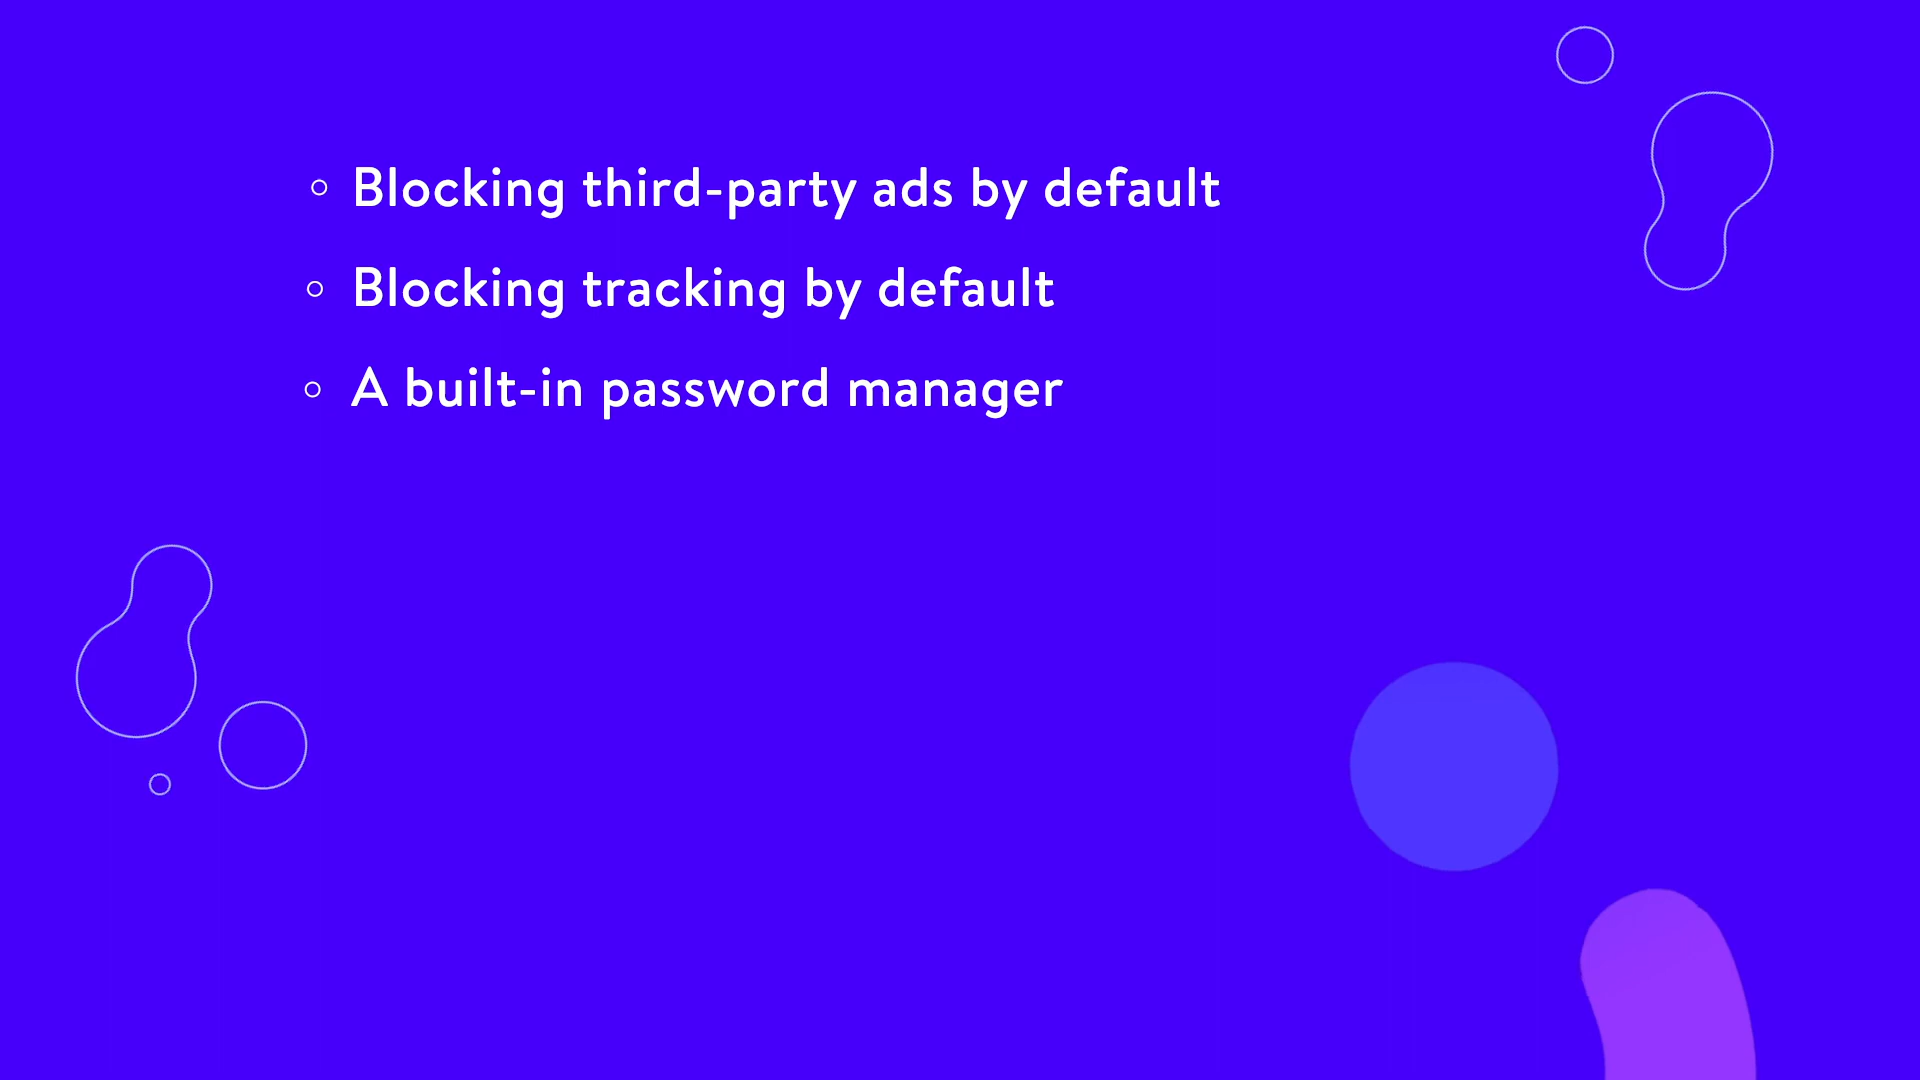 Blocking third-party ads by default
Blocking tracking by default
A built-in password manager